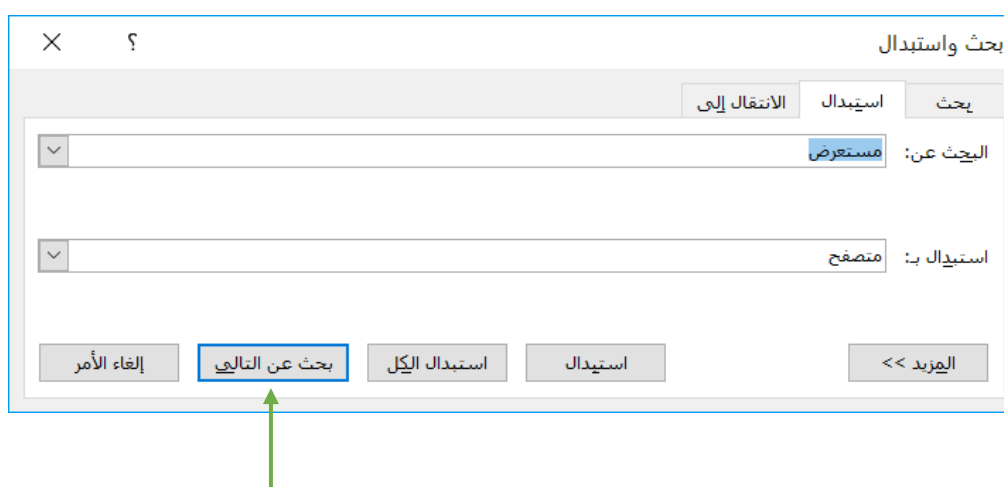 بحث واستبدال ؟
بحث استبدال الانتقال إلى
البحث عن: مستعرض
استبدال بـ: متصفح
المزيد >> استبدال استبدال الكل بحث عن التالي إلغاء الأمر